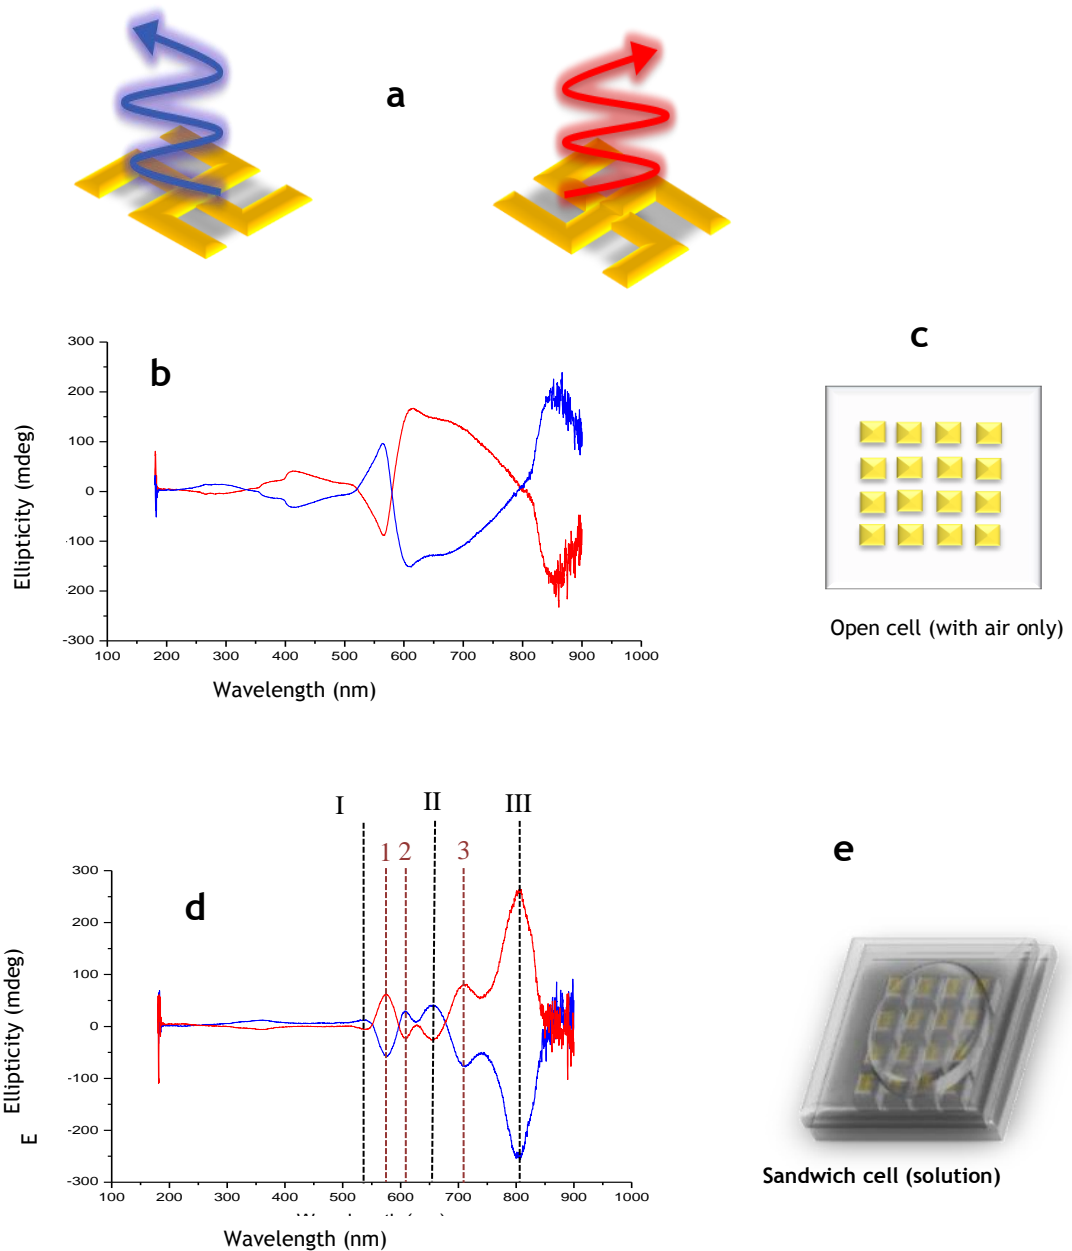 a
b
300
200
100
0
-100
-200
-300
Ellipticity (mdeg)
100 200 300 400 500 600 700 800 900 1000
Wavelength (nm)
c
Open cell (with air only)
I II III
1 2 3
d
300
200
100
0
-100
-200
-300
Ellipticity (mdeg)
E
100 200 300 400 500 600 700 800 900 1000
Wavelength (nm)
e
Sandwich cell (solution)